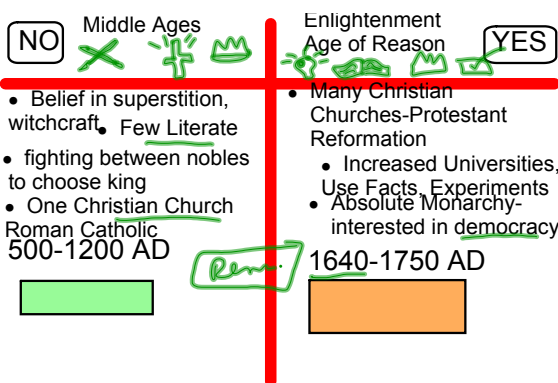 NO
Middle Ages
Enlightenment
Age of Reason
YES
• Belief in superstition,
witchcraft
• Few Literate
• fighting between nobles
to choose king
• One Christian Church
Roman Catholic
500-1200 AD
Ren.
• Many Christian
Churches-Protestant
Reformation
• Increased Universities,
Use Facts, Experiments
• Absolute Monarchy-
interested in democracy
1640-1750 AD